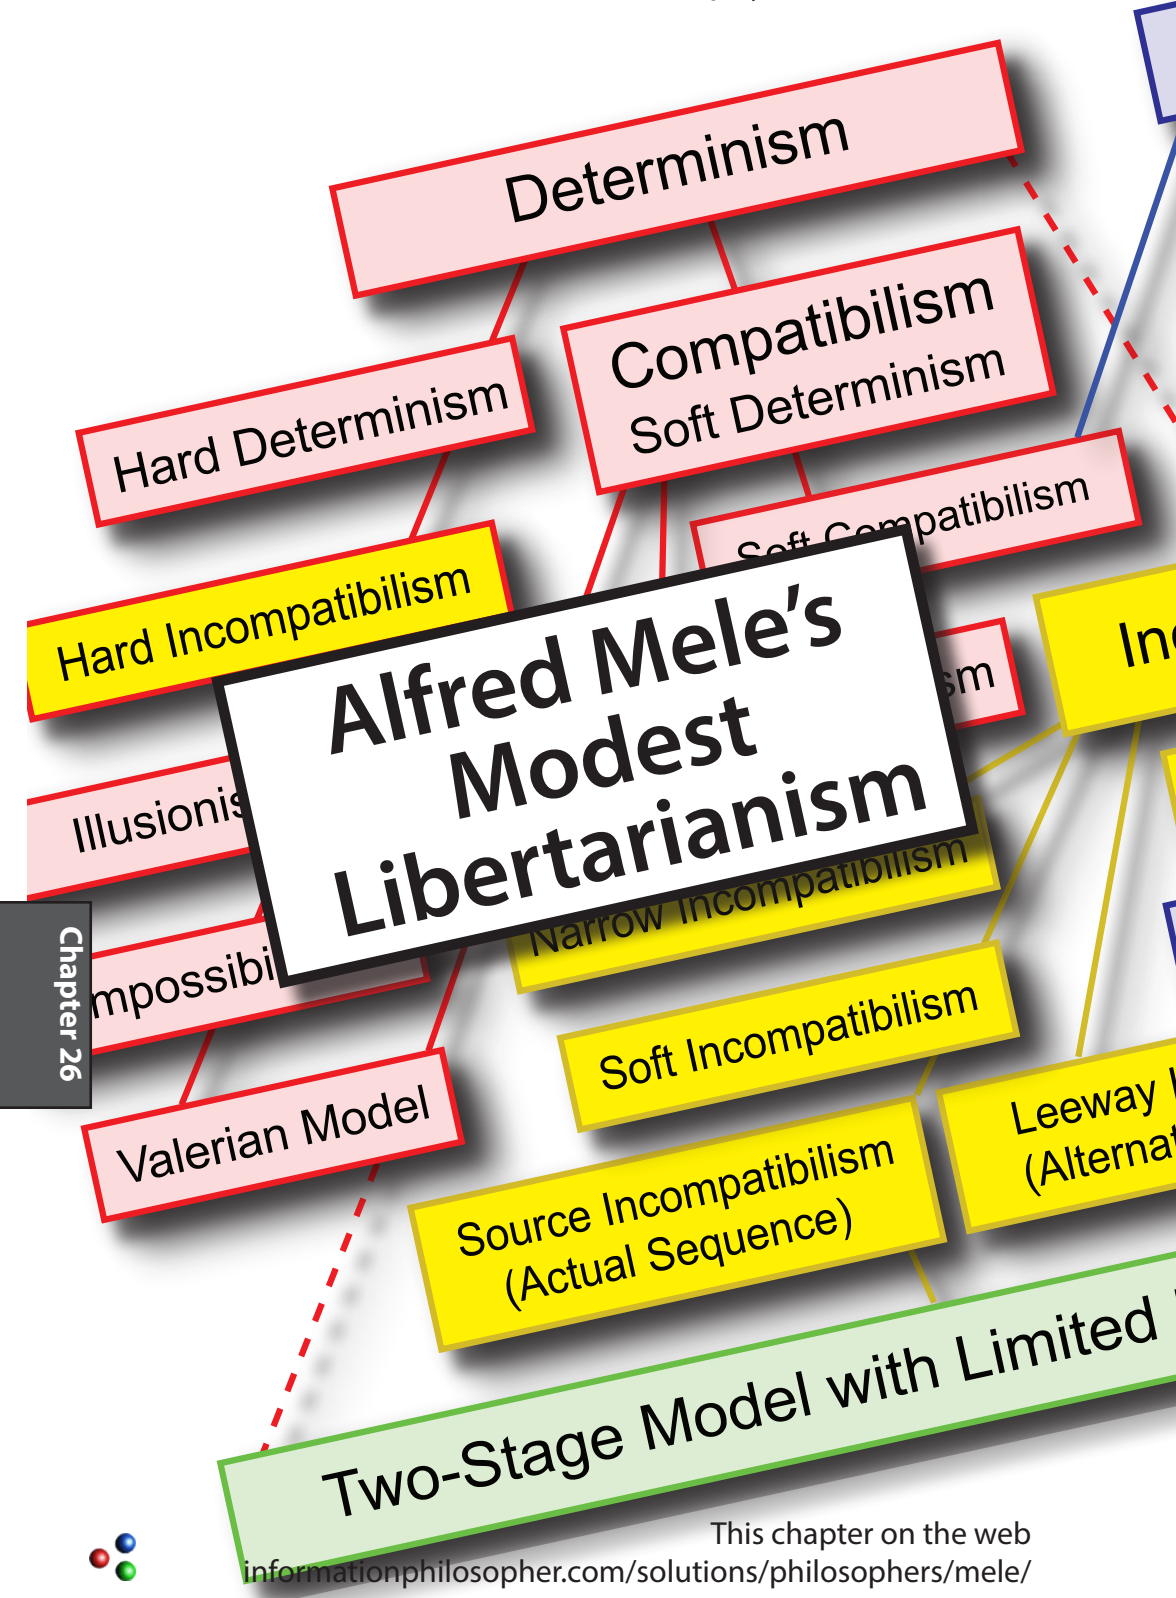 Determinism
Compatibilism
Soft Determinism
Hard Determinism
Soft Compatibilism
Hard Incompatibilism
Alfred Mele’s
Modest
Libertarianism
Narrow Incompatibilism
Chapter 26
Soft Incompatibilism
Leeway
Valerian Model
Source Incompatibilism
(Actual Sequence)
Two-Stage Model with Limited
This chapter on the web
informationphilosopher.com/solutions/philosophers/mele/